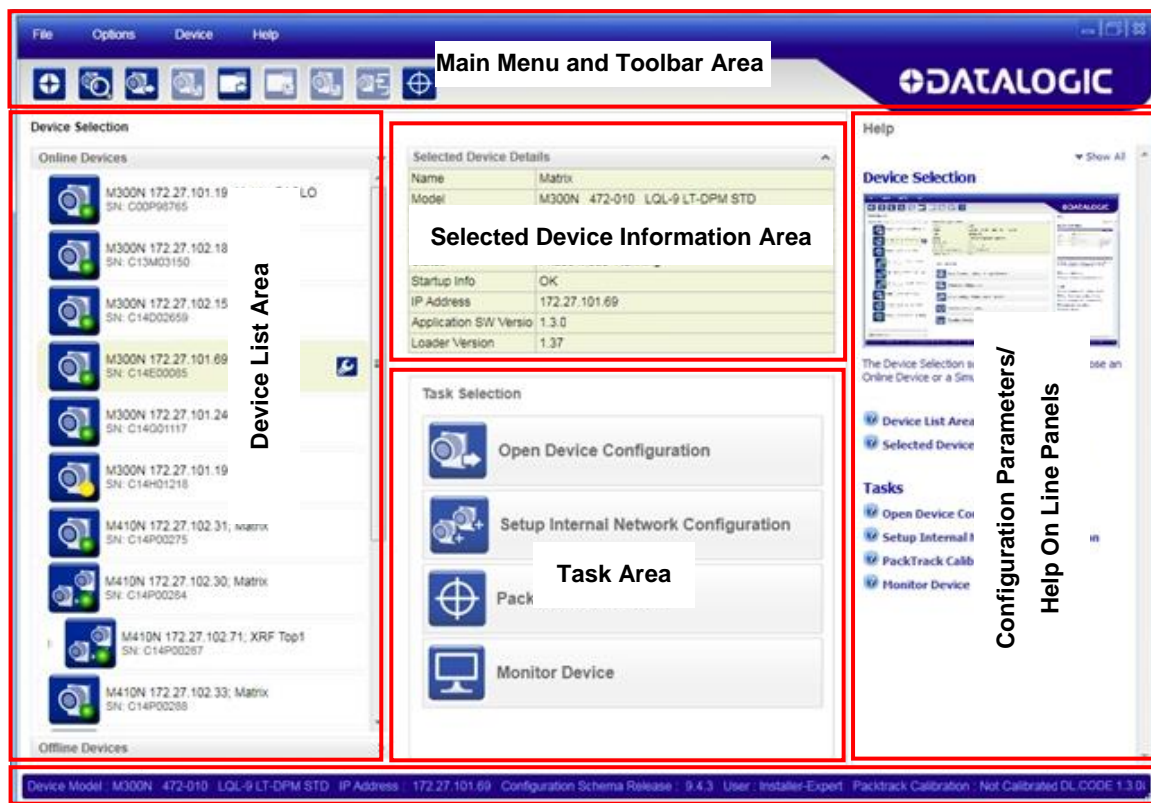 File Options Device Help
Main Menu and Toolbar Area
DATALOGIC
Device Selection
Online Devices
M300N 172.27.101.19 LO
SN: C00P98765
M300N 172.27.102.18
SN: C13M03150
M300N 172.27.102.15
SN: C14D02659
M300N 172.27.101.69
SN: C14E00085
M300N 172.27.101.24
SN: C14G01117
M300N 172.27.101.19
SN: C14H01218
M410N 172.27.102.31; Matrix
SN: C14P00275
M410N 172.27.102.30; Matrix
SN: C14P00264
M410N 172.27.102.71; XRF Top1
SN: C14P00267
M410N 172.27.102.33; Matrix
SN: C14P00268
Offline Devices
Device List Area
Selected Device Details
Name Matrix
Model M300N 472-010 LQL-9 LT-DPM STD
Selected Device Information Area
Startup Info OK
IP Address 172.27.101.69
Application SW Versio 1.3.0
Loader Version 1.37
Task Selection
Open Device Configuration
Setup Internal Network Configuration
Task Area
Pack
Monitor Device
Help
Show All
Device Selection
DATALOGIC
The Device Selection
Online Device or a
Device List Area
Selected Device
Tasks
Open Device
Setup Internal
PackTrack
Monitor Device
Configuration Parameters/
Help On Line Panels
Device Model : M300N 472-010 LQL-9 LT-DPM STD IP Address : 172.27.101.69 Configuration Schema Release : 9.4.3 User : Installer-Expert Packtrack Calibration : Not Calibrated DL CODE 1.3.0